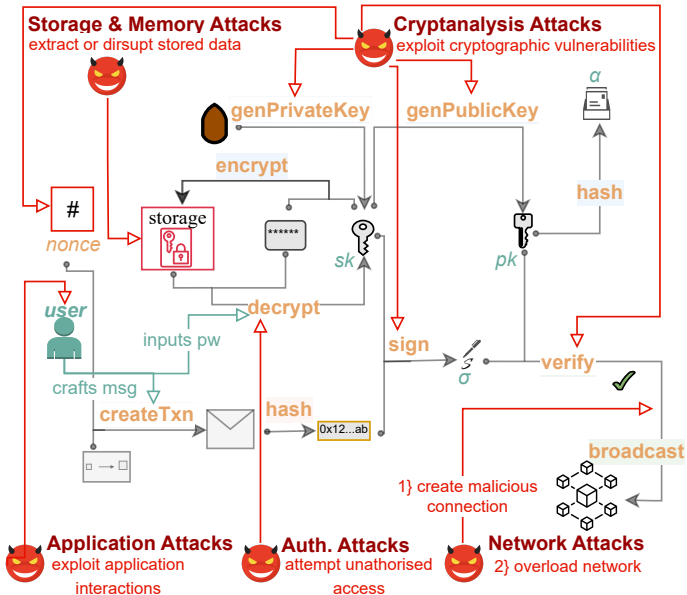 Storage & Memory Attacks
extract or dirsupt stored data
Cryptanalysis Attacks
exploit cryptographic vulnerabilities
α
genPrivateKey
genPublicKey
encrypt
hash
#
nonce
storage
******
sk
pk
user
decrypt
inputs pw
sign
σ
verify
crafts msg
createTxn
hash
0x12...ab
broadcast
1} create malicious
connection
Application Attacks
exploit application
interactions
Auth. Attacks
attempt unathorised
access
Network Attacks
2} overload network